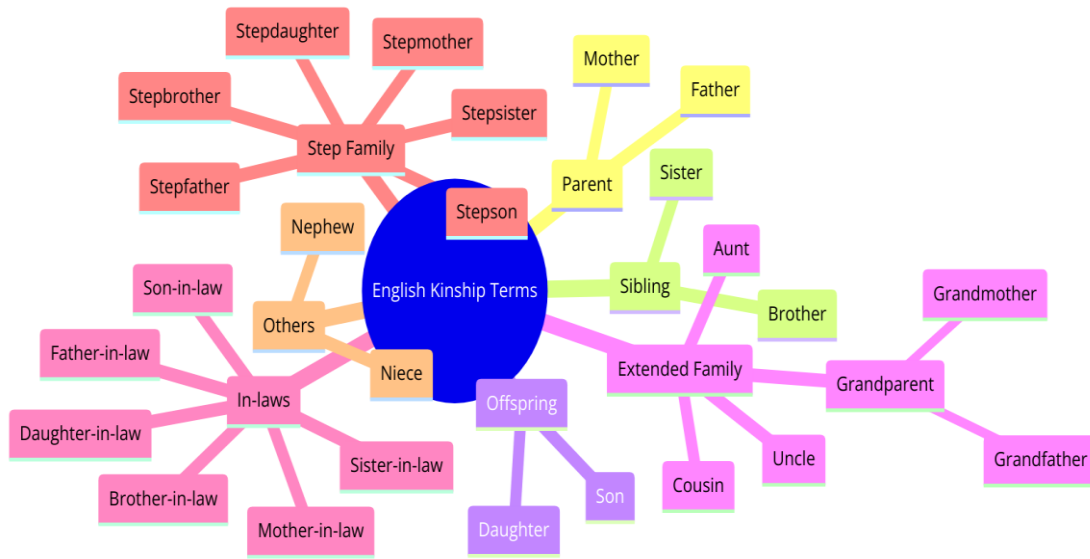 Stepdaughter
Stepmother
Mother
Father
Stepbrother
Stepsister
Step Family
Stepfather
Parent
Sister
Stepson
Nephew
Aunt
Son-in-law
English Kinship Terms
Sibling
Grandmother
Others
Brother
Father-in-law
Niece
Extended Family
Grandparent
In-laws
Offspring
Daughter-in-law
Sister-in-law
Uncle
Grandfather
Brother-in-law
Cousin
Son
Mother-in-law
Daughter